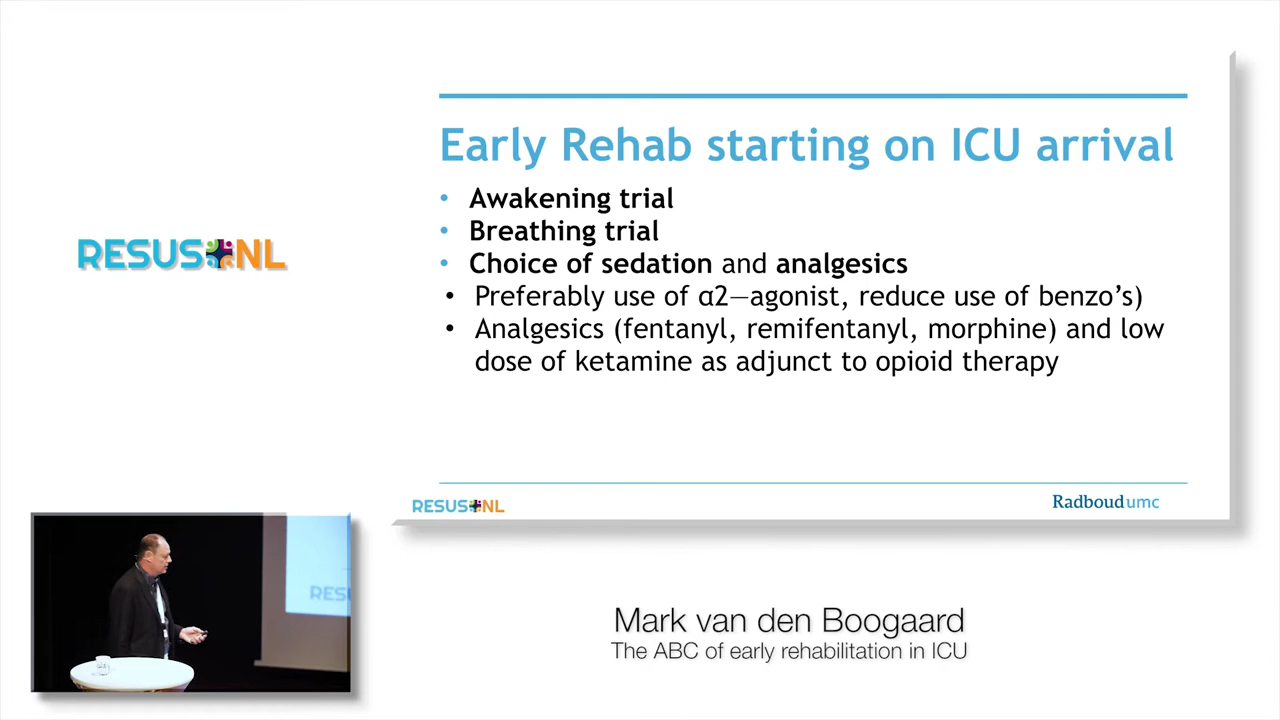 Early Rehab starting on ICU arrival
• Awakening trial
• Breathing trial
• Choice of sedation and analgesics
• Preferably use of α2—agonist, reduce use of benzo’s)
• Analgesics (fentanyl, remifentanyl, morphine) and low
dose of ketamine as adjunct to opioid therapy
RESUS NL
RESUS NL
Radboudumc
RES
Mark van den Boogaard
The ABC of early rehabilitation in ICU